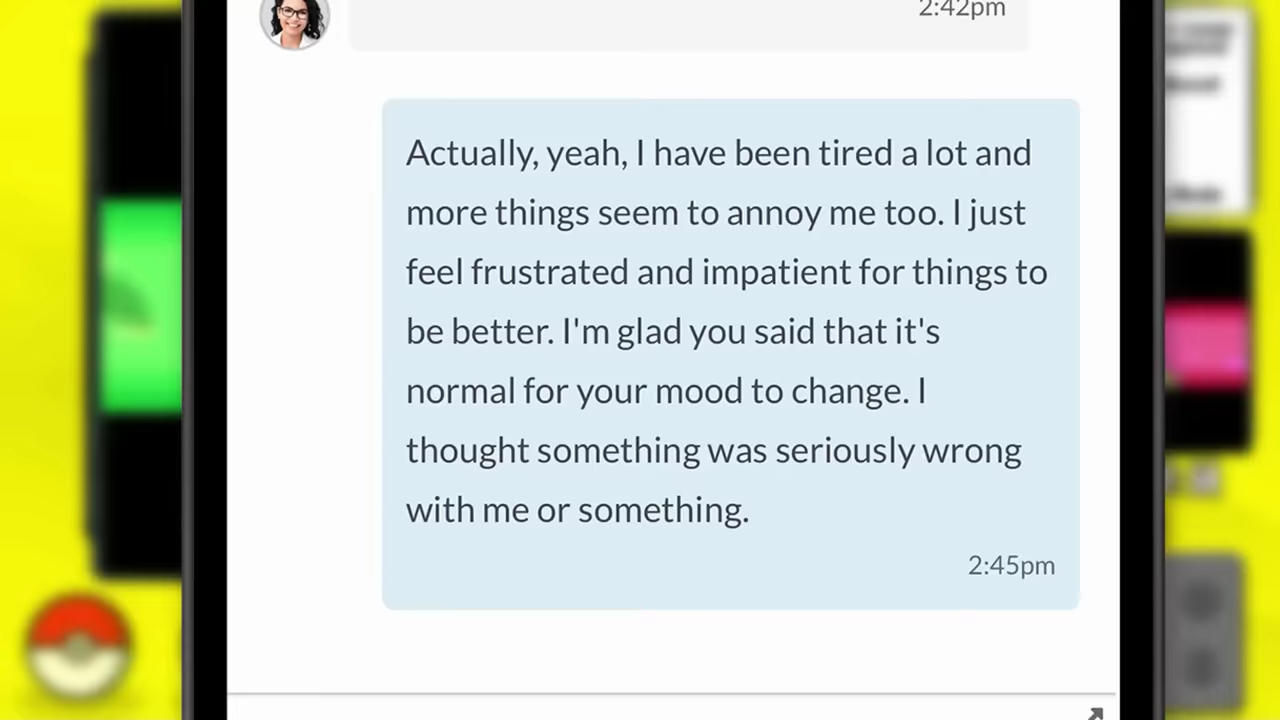 2:42pm
Actually, yeah, I have been tired a lot and
more things seem to annoy me too. I just
feel frustrated and impatient for things to
be better. I'm glad you said that it's
normal for your mood to change. I
thought something was seriously wrong
with me or something.
2:45pm